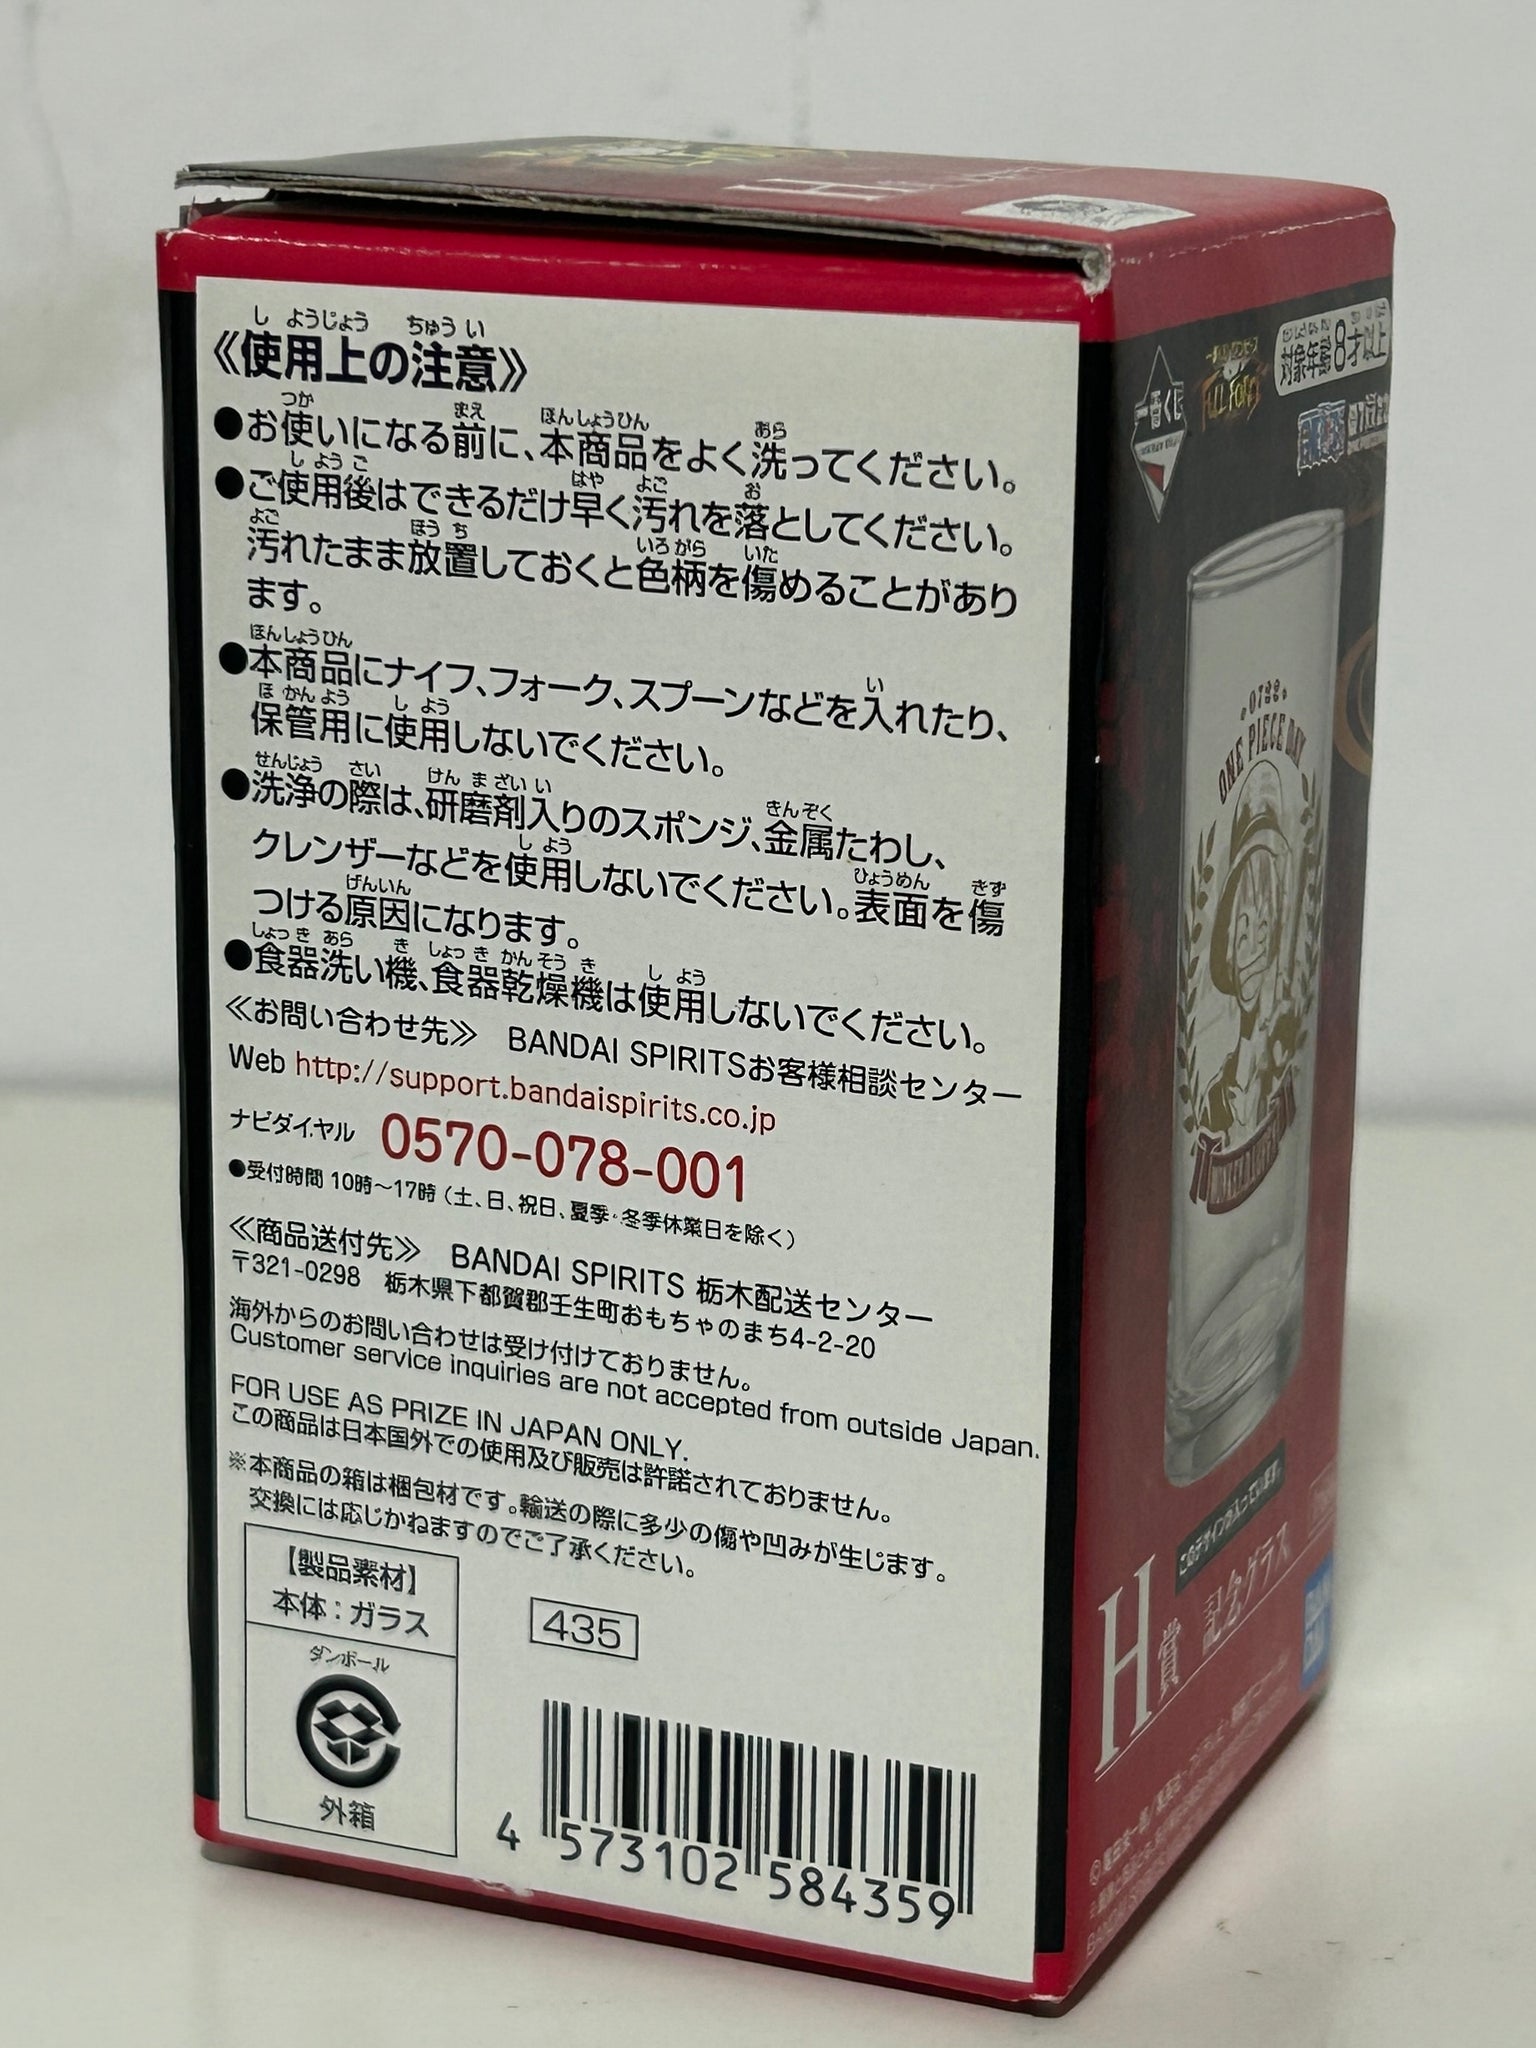 《使用上の注意》
●お使いになる前に、本商品をよく洗ってください。
●ご使用後はできるだけ早く汚れを落としてください。
汚れたまま放置しておくと色柄を傷めることがあり
ます。
●本商品にナイフ、フォーク、スプーンなどを入れたり、
保管用に使用しないでください。
●洗浄の際は、研磨剤入りのスポンジ、金属たわし、
クレンザーなどを使用しないでください。表面を傷
つける原因になります。
●食器洗い機、食器乾燥機は使用しないでください。
≪お問い合わせ先≫ BANDAI SPIRITSお客様相談センター
Web http://support.bandaispirits.co.jp
ナビダイヤル 0570-078-001
●受付時間 10時～17時（土、日、祝日、夏季・冬季休業日を除く）
≪商品送付先≫ BANDAI SPIRITS 栃木配送センター
〒321-0298 栃木県下都賀郡壬生町おもちゃのまち4-2-20
海外からのお問い合わせは受け付けておりません。
Customer service inquiries are not accepted from outside Japan.
FOR USE AS PRIZE IN JAPAN ONLY.
この商品は日本国外での使用及び販売は許諾されておりません。
※本商品の箱は梱包材です。輸送の際に多少の傷や凹みが生じます。
交換には応じかねますのでご了承ください。
【製品素材】
本体：ガラス
ダンボール
外箱
435
4 573102 584359
H
一番くじ
対象年齢8才以上
0722
ONE PIECE DAY
このデザインの入っています。
H賞 記念グラス